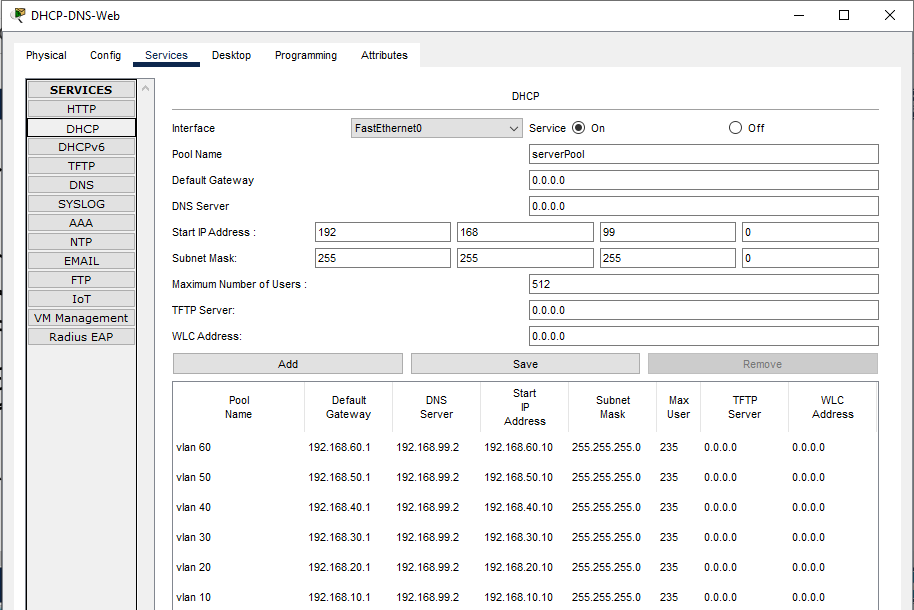 DHCP-DNS-Web
Physical Config Services Desktop Programming Attributes
SERVICES
HTTP
DHCP
DHCPv6
TFTP
DNS
SYSLOG
AAA
NTP
EMAIL
FTP
IoT
VM Management
Radius EAP
DHCP
Interface FastEthernet0 Service On Off
Pool Name serverPool
Default Gateway 0.0.0.0
DNS Server 0.0.0.0
Start IP Address : 192 168 99 0
Subnet Mask: 255 255 255 0
Maximum Number of Users : 512
TFTP Server: 0.0.0.0
WLC Address: 0.0.0.0
Add Save Remove
Pool Name Default Gateway DNS Server Start IP Address Subnet Mask Max User TFTP Server WLC Address
vlan 60 192.168.60.1 192.168.99.2 192.168.60.10 255.255.255.0 235 0.0.0.0 0.0.0.0
vlan 50 192.168.50.1 192.168.99.2 192.168.50.10 255.255.255.0 235 0.0.0.0 0.0.0.0
vlan 40 192.168.40.1 192.168.99.2 192.168.40.10 255.255.255.0 235 0.0.0.0 0.0.0.0
vlan 30 192.168.30.1 192.168.99.2 192.168.30.10 255.255.255.0 235 0.0.0.0 0.0.0.0
vlan 20 192.168.20.1 192.168.99.2 192.168.20.10 255.255.255.0 235 0.0.0.0 0.0.0.0
vlan 10 192.168.10.1 192.168.99.2 192.168.10.10 255.255.255.0 235 0.0.0.0 0.0.0.0